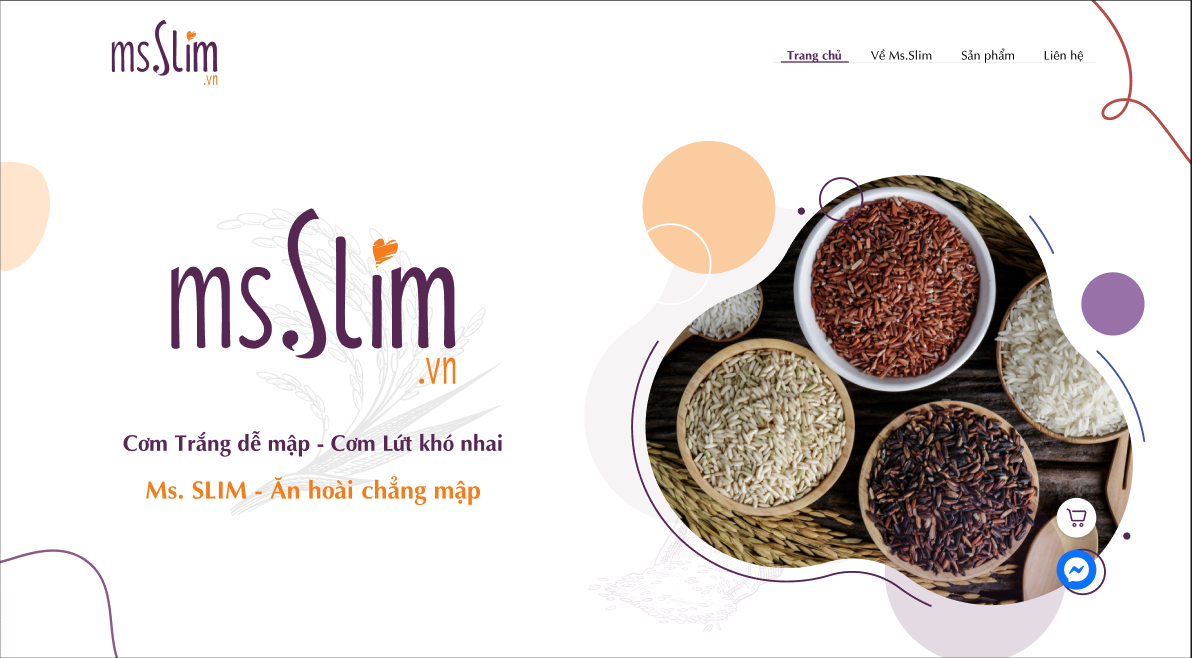 ms.Slim
.vn
Trang chủ
Về Ms.Slim
Sản phẩm
Liên hệ
ms.Slim
.vn
Cơm Trắng dễ mập - Cơm Lứt khó nhai
Ms. SLIM - Ăn hoài chẳng mập